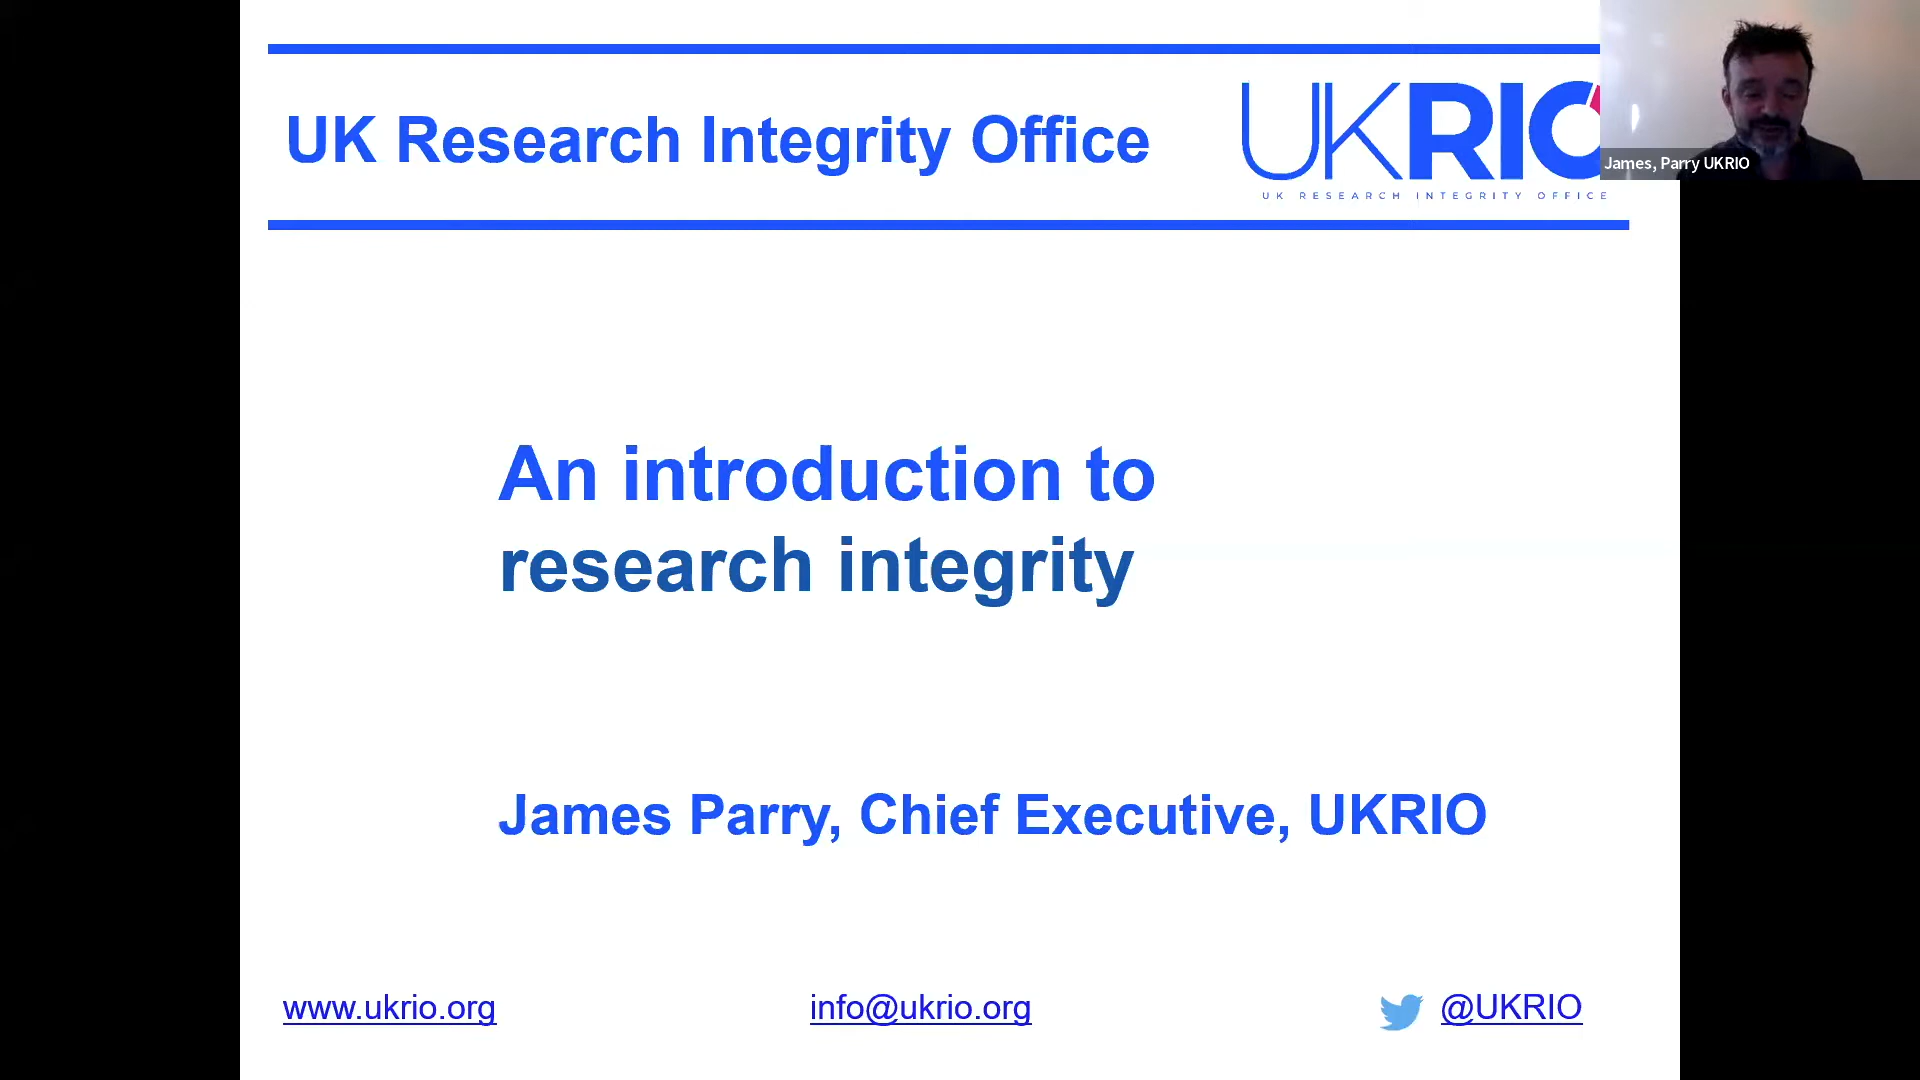 UK Research Integrity Office
UKRIO
UK RESEARCH INTEGRITY OFFICE
James, Parry UKRIO
An introduction to
research integrity
James Parry, Chief Executive, UKRIO
www.ukrio.org
info@ukrio.org
@UKRIO